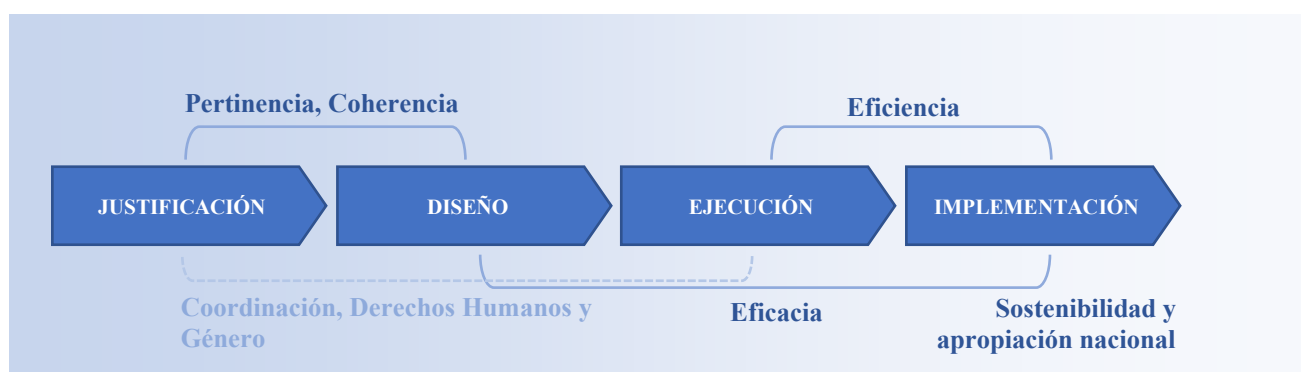 Pertinencia, Coherencia
Eficiencia
JUSTIFICACIÓN
DISEÑO
EJECUCIÓN
IMPLEMENTACIÓN
Coordinación, Derechos Humanos y
Género
Eficacia
Sostenibilidad y
apropiación nacional